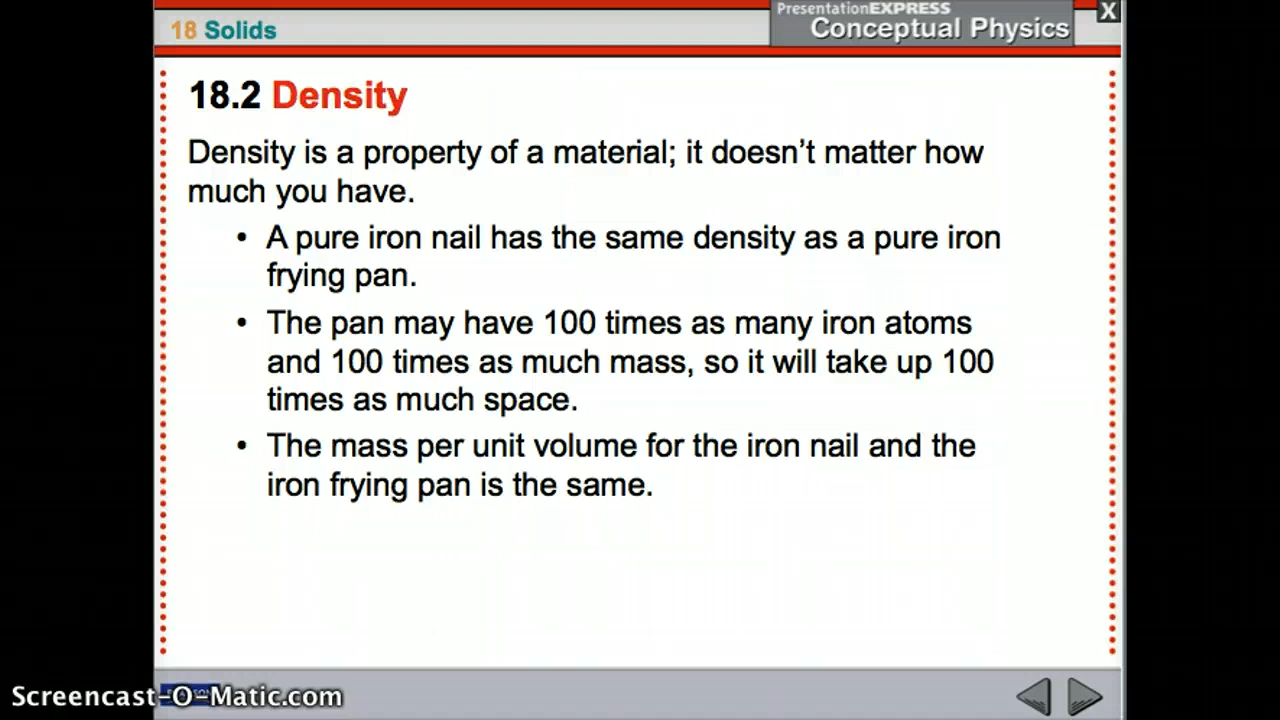 PresentationEXPRESS
X
18 Solids
Conceptual Physics
18.2 Density
Density is a property of a material; it doesn’t matter how
much you have.
• A pure iron nail has the same density as a pure iron
frying pan.
• The pan may have 100 times as many iron atoms
and 100 times as much mass, so it will take up 100
times as much space.
• The mass per unit volume for the iron nail and the
iron frying pan is the same.
Screencast-O-Matic.com